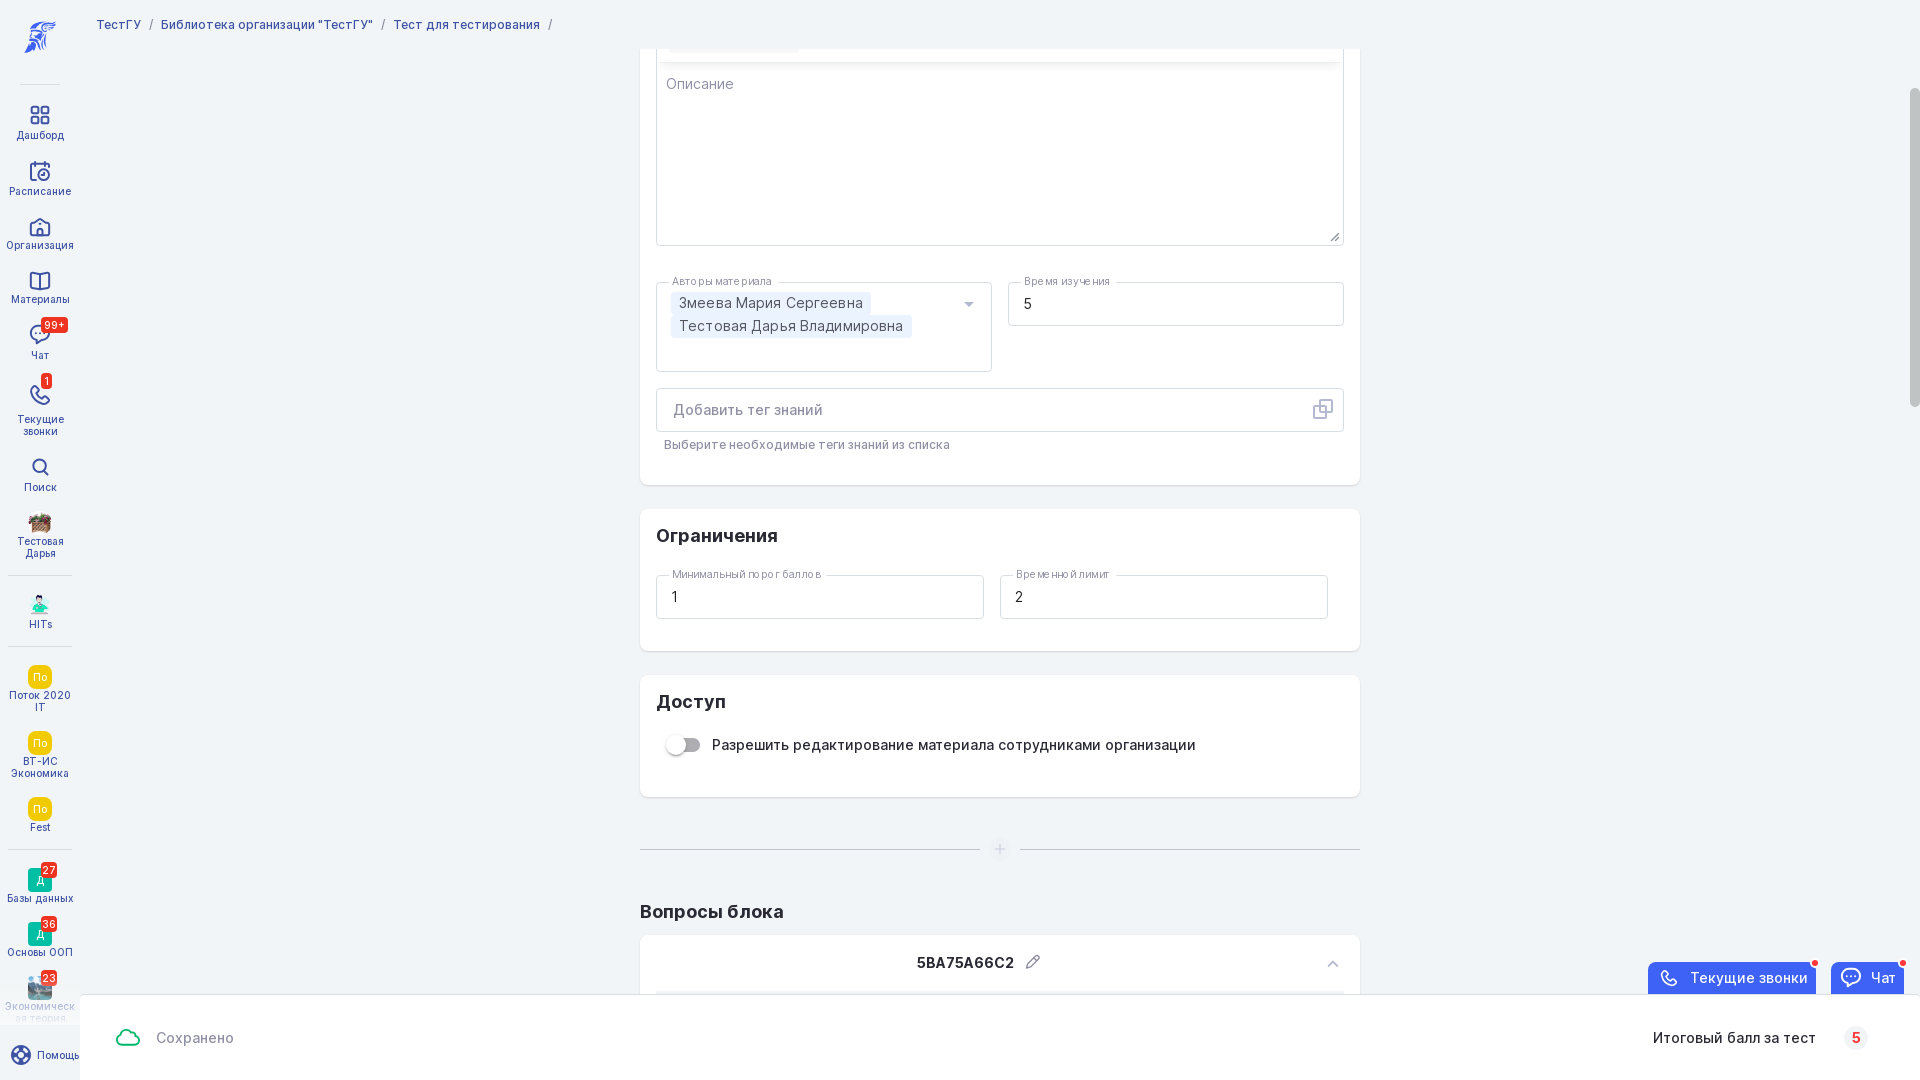 ТестГУ / Библиотека организации "ТестГУ" / Тест для тестирования /
Дашборд
Расписание
Организация
Материалы
99+
Чат
1
Текущие
звонки
Поиск
Тестовая
Дарья
HITs
По
Поток 2020
IT
По
ВТ-ИС
Экономика
По
Fest
27
Д
Базы данных
36
Д
Основы ООП
23
Экономическ
ая теория
Помощь
Описание
Авторы материала
Змеева Мария Сергеевна
Тестовая Дарья Владимировна
Время изучения
5
Добавить тег знаний
Выберите необходимые теги знаний из списка
Ограничения
Минимальный порог баллов
1
Временной лимит
2
Доступ
Разрешить редактирование материала сотрудниками организации
Вопросы блока
5BA75A66C2
Текущие звонки
Чат
Сохранено
Итоговый балл за тест 5